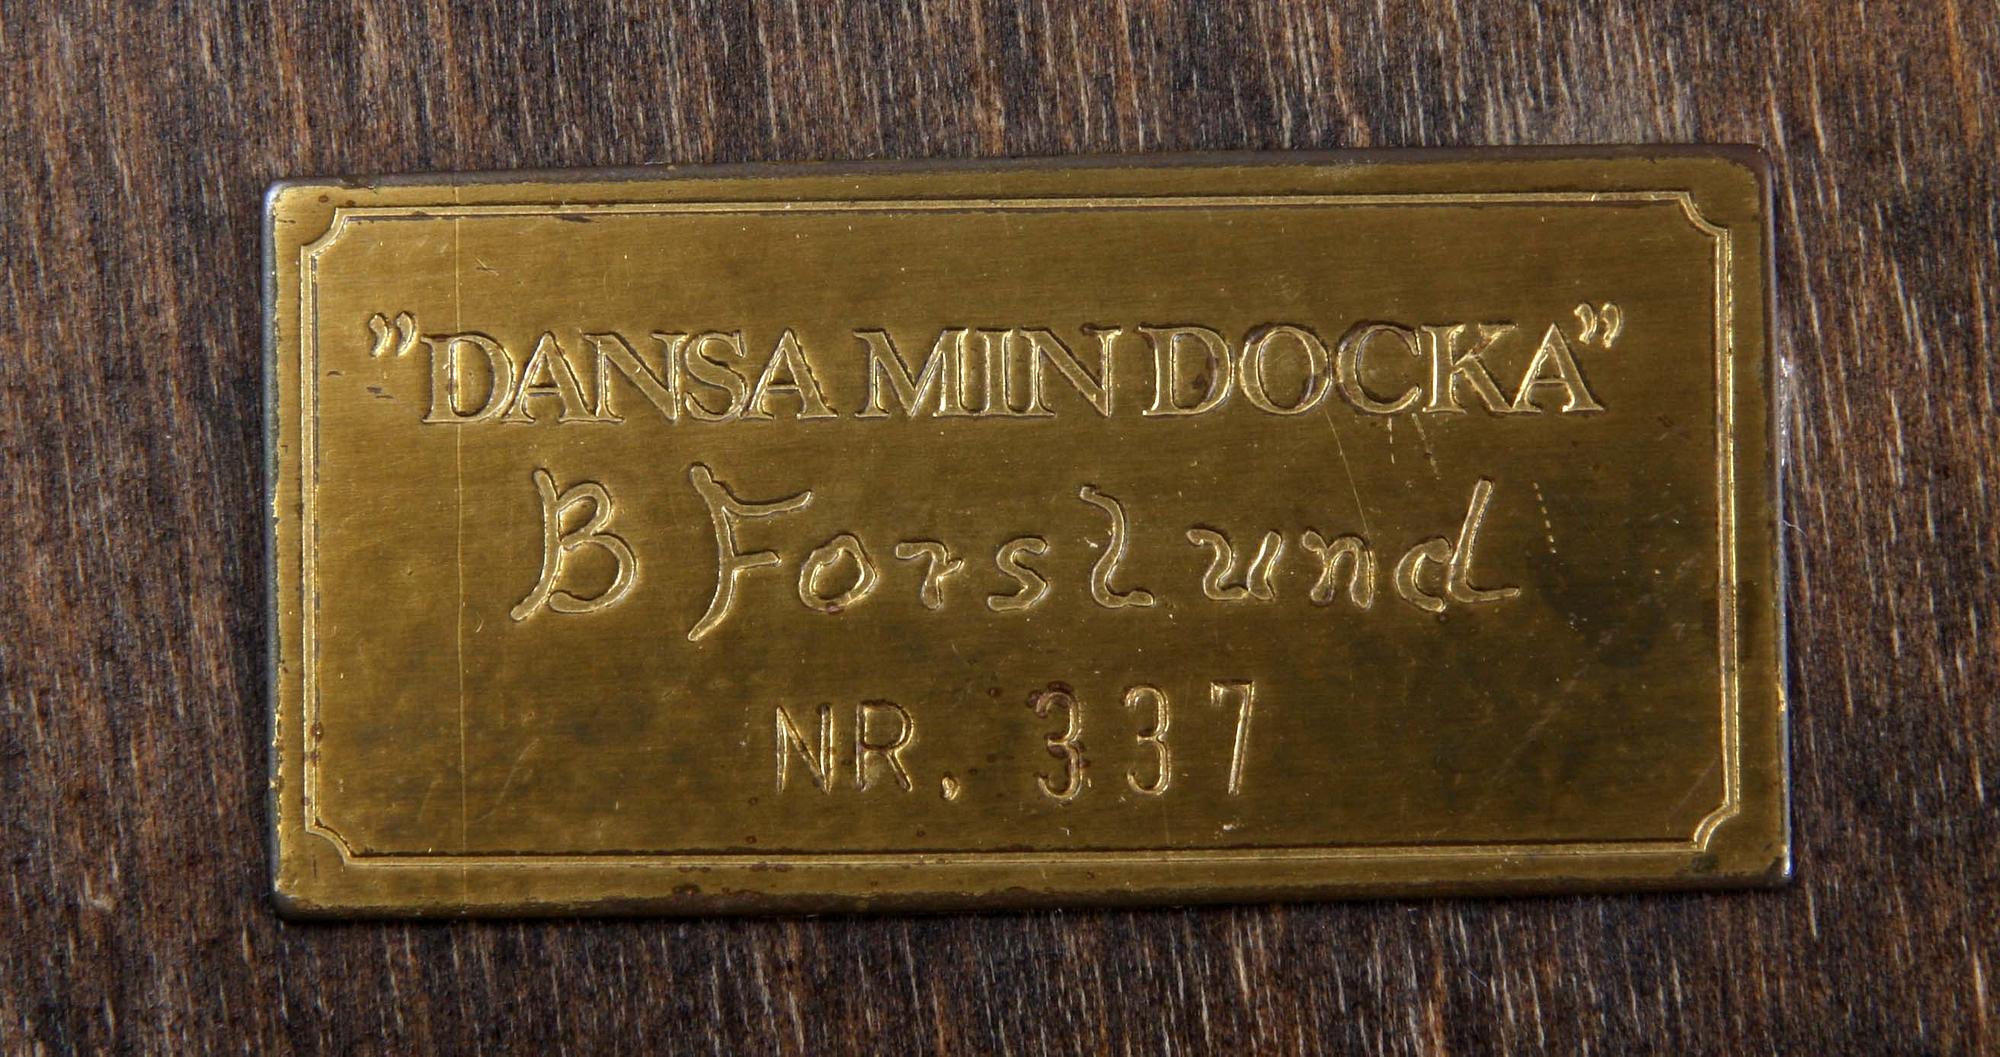 ”DANSA MIN DOCKA”
B Forslund
NR. 337